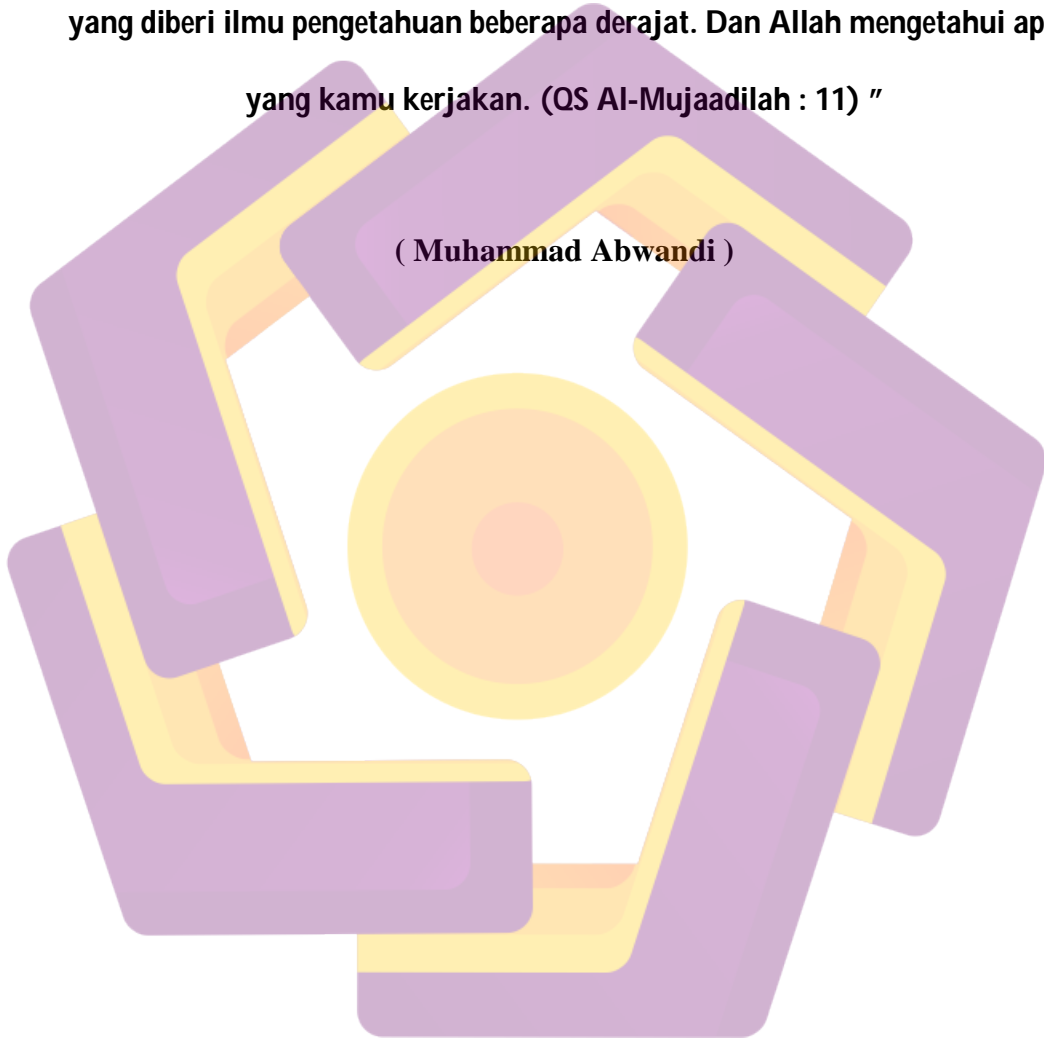 yang diberi ilmu pengetahuan beberapa derajat. Dan Allah mengetahui ap
yang kamu kerjakan. (QS Al-Mujaadilah : 11) ”
( Muhammad Abwandi )